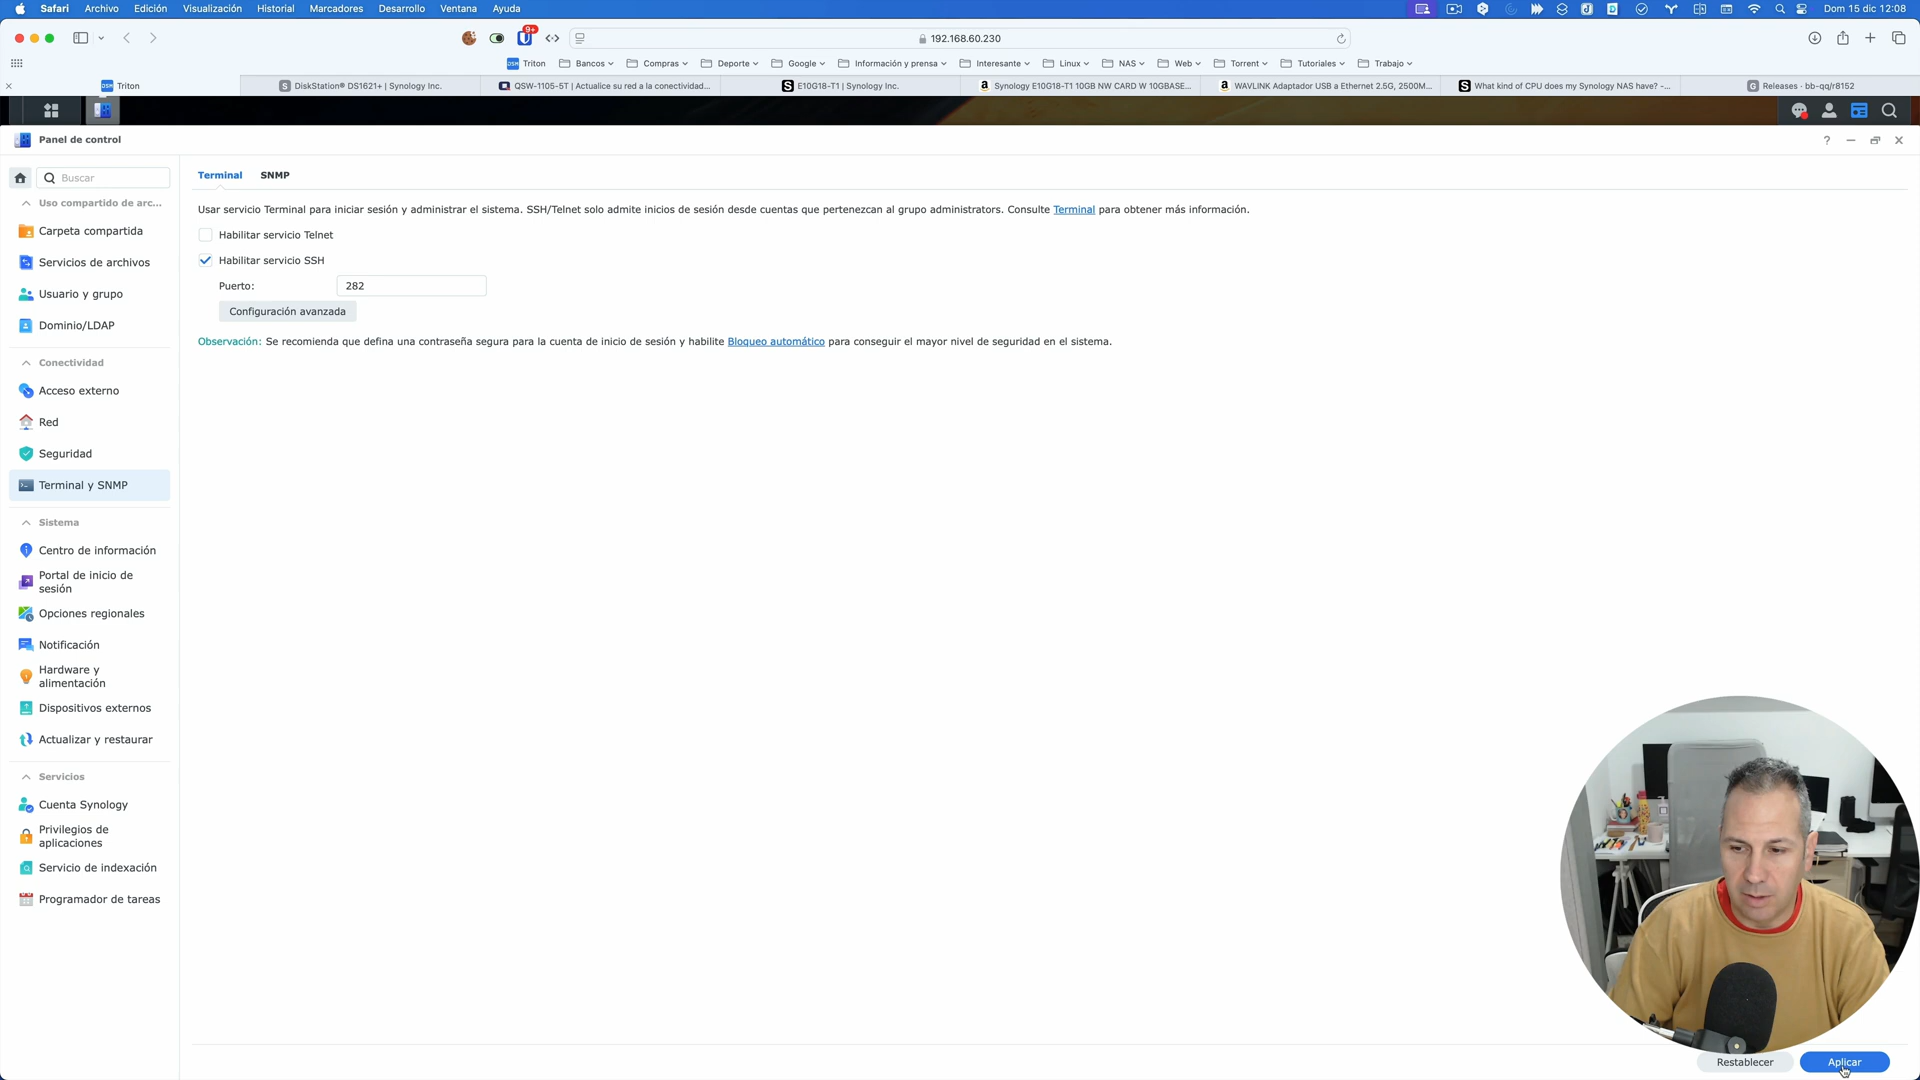 Safari Archivo Edición Visualización Historial Marcadores Desarrollo Ventana Ayuda
Dom 15 dic 12:08
9+
192.168.60.230
Triton Bancos Compras Deporte Google Información y prensa Interesante Linux NAS Web Torrent Tutoriales Trabajo
Triton
DiskStation® DS1621+ | Synology Inc.
QSW-1105-5T | Actualice su red a la conectividad...
E10G18-T1 | Synology Inc.
Synology E10G18-T1 10GB NW CARD W 10GBASE...
WAVLINK Adaptador USB a Ethernet 2.5G, 2500M...
What kind of CPU does my Synology NAS have? -...
Releases · bb-qq/r8152
Panel de control
Buscar
Uso compartido de arc...
Carpeta compartida
Servicios de archivos
Usuario y grupo
Dominio/LDAP
Conectividad
Acceso externo
Red
Seguridad
Terminal y SNMP
Sistema
Centro de información
Portal de inicio de
sesión
Opciones regionales
Notificación
Hardware y
alimentación
Dispositivos externos
Actualizar y restaurar
Servicios
Cuenta Synology
Privilegios de
aplicaciones
Servicio de indexación
Programador de tareas
Terminal SNMP
Usar servicio Terminal para iniciar sesión y administrar el sistema. SSH/Telnet solo admite inicios de sesión desde cuentas que pertenezcan al grupo administrators. Consulte Terminal para obtener más información.
Habilitar servicio Telnet
Habilitar servicio SSH
Puerto: 282
Configuración avanzada
Observación: Se recomienda que defina una contraseña segura para la cuenta de inicio de sesión y habilite Bloqueo automático para conseguir el mayor nivel de seguridad en el sistema.
Restablecer Aplicar